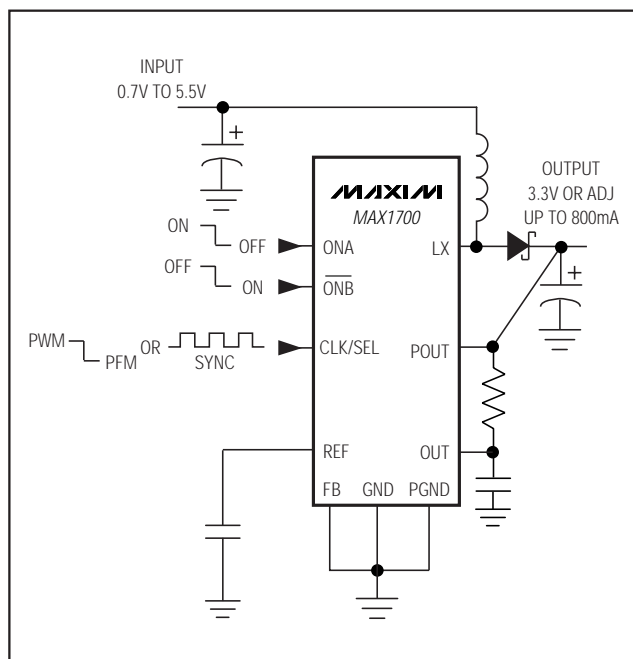 INPUT
0.7V TO 5.5V
+
MAXIM
MAX1700
OUTPUT
3.3V OR ADJ
UP TO 800mA
+
ON
OFF
ONA
LX
OFF
ON
ONB
PWM
PFM
OR
SYNC
CLK/SEL
POUT
REF
OUT
FB GND PGND